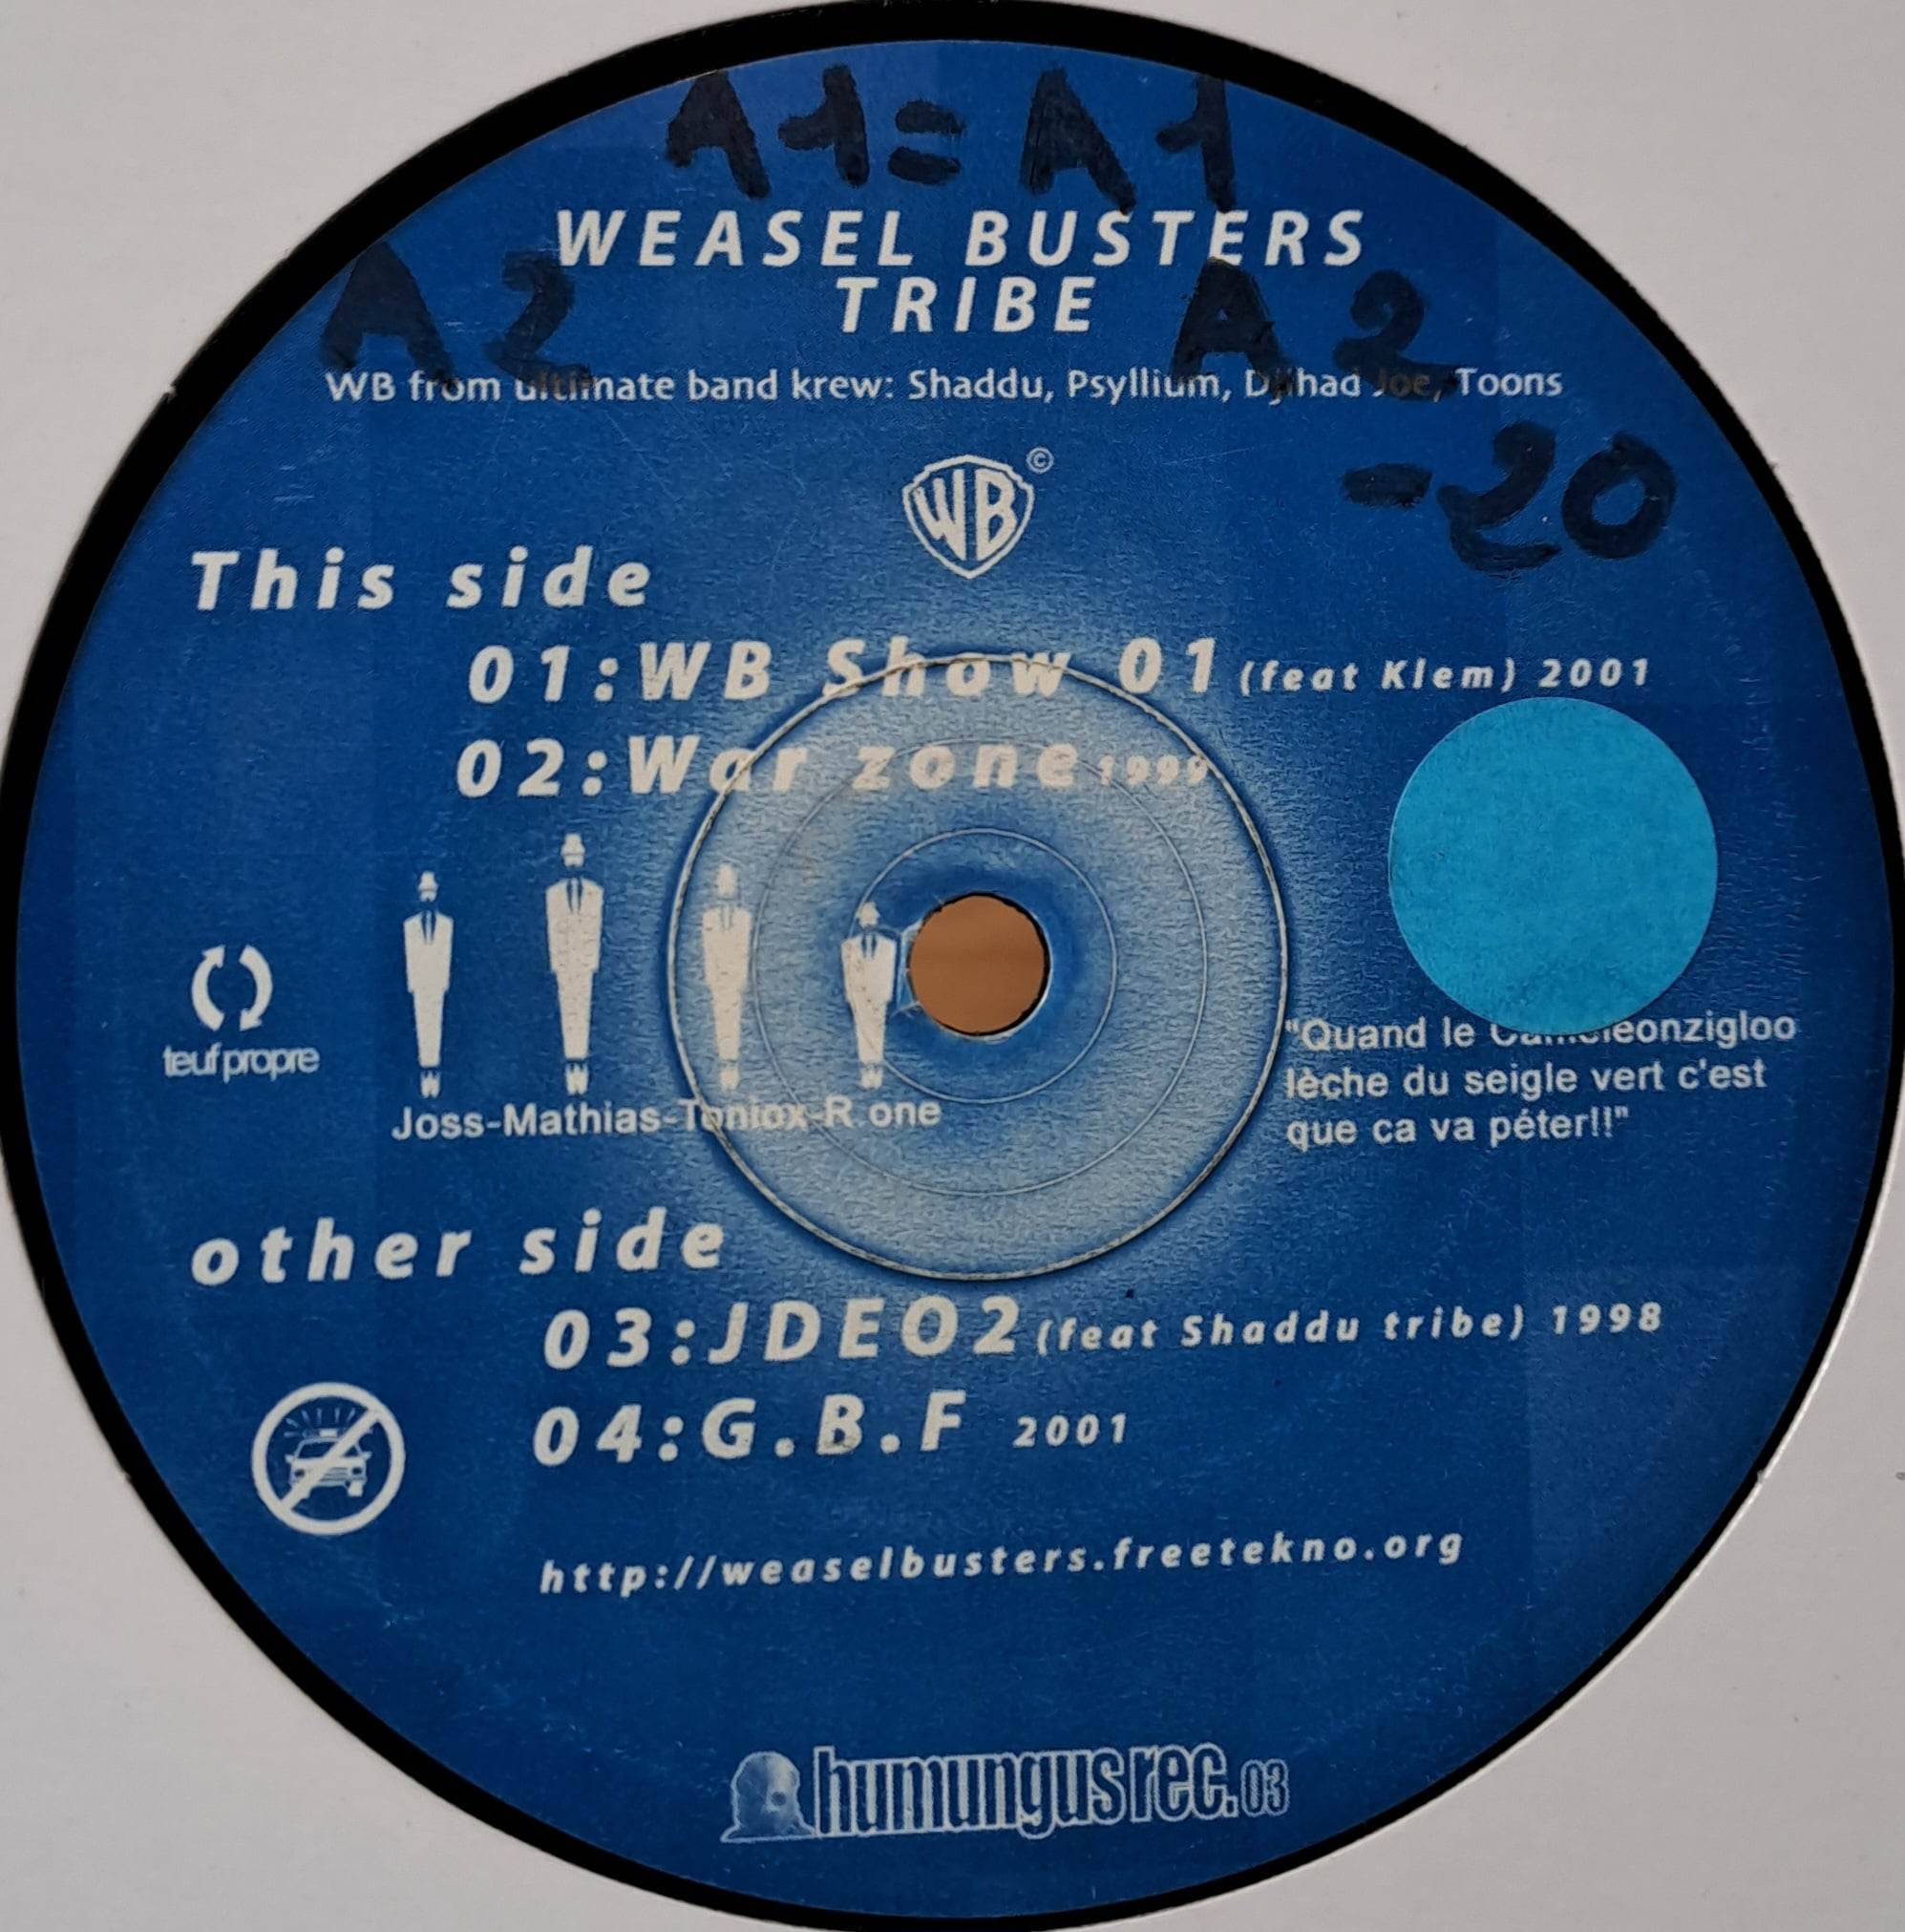 A1=A1
WEASEL BUSTERS
TRIBE
A2 A2
WB from ultimate band krew: Shaddu, Psyllium, Djihad Joe, Toons
-20
WB ©
This side
01:WB Show 01 (feat Klem) 2001
02:War zone 1999
teuf propre
Joss-Mathias-Toniox-R.one
"Quand le
lèche du seigle vert c'est
que ca va péter!!"
other side
03:JDEO2 (feat Shaddu tribe) 1998
04:G.B.F 2001
http://weaselbusters.freetekno.org
humungus rec.03